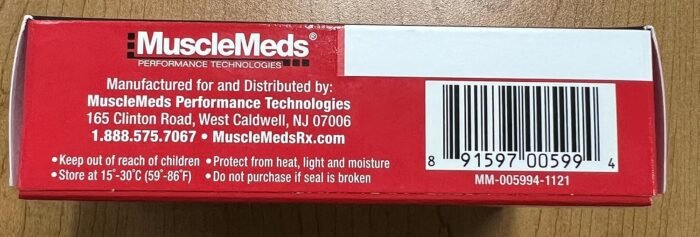 MuscleMeds®
PERFORMANCE TECHNOLOGIES
Manufactured for and Distributed by:
MuscleMeds Performance Technologies
165 Clinton Road, West Caldwell, NJ 07006
1.888.575.7067 • MuscleMedsRx.com
• Keep out of reach of children • Protect from heat, light and moisture
• Store at 15°-30°C (59°-86°F) • Do not purchase if seal is broken
8 91597 00599 4
MM-005994-1121